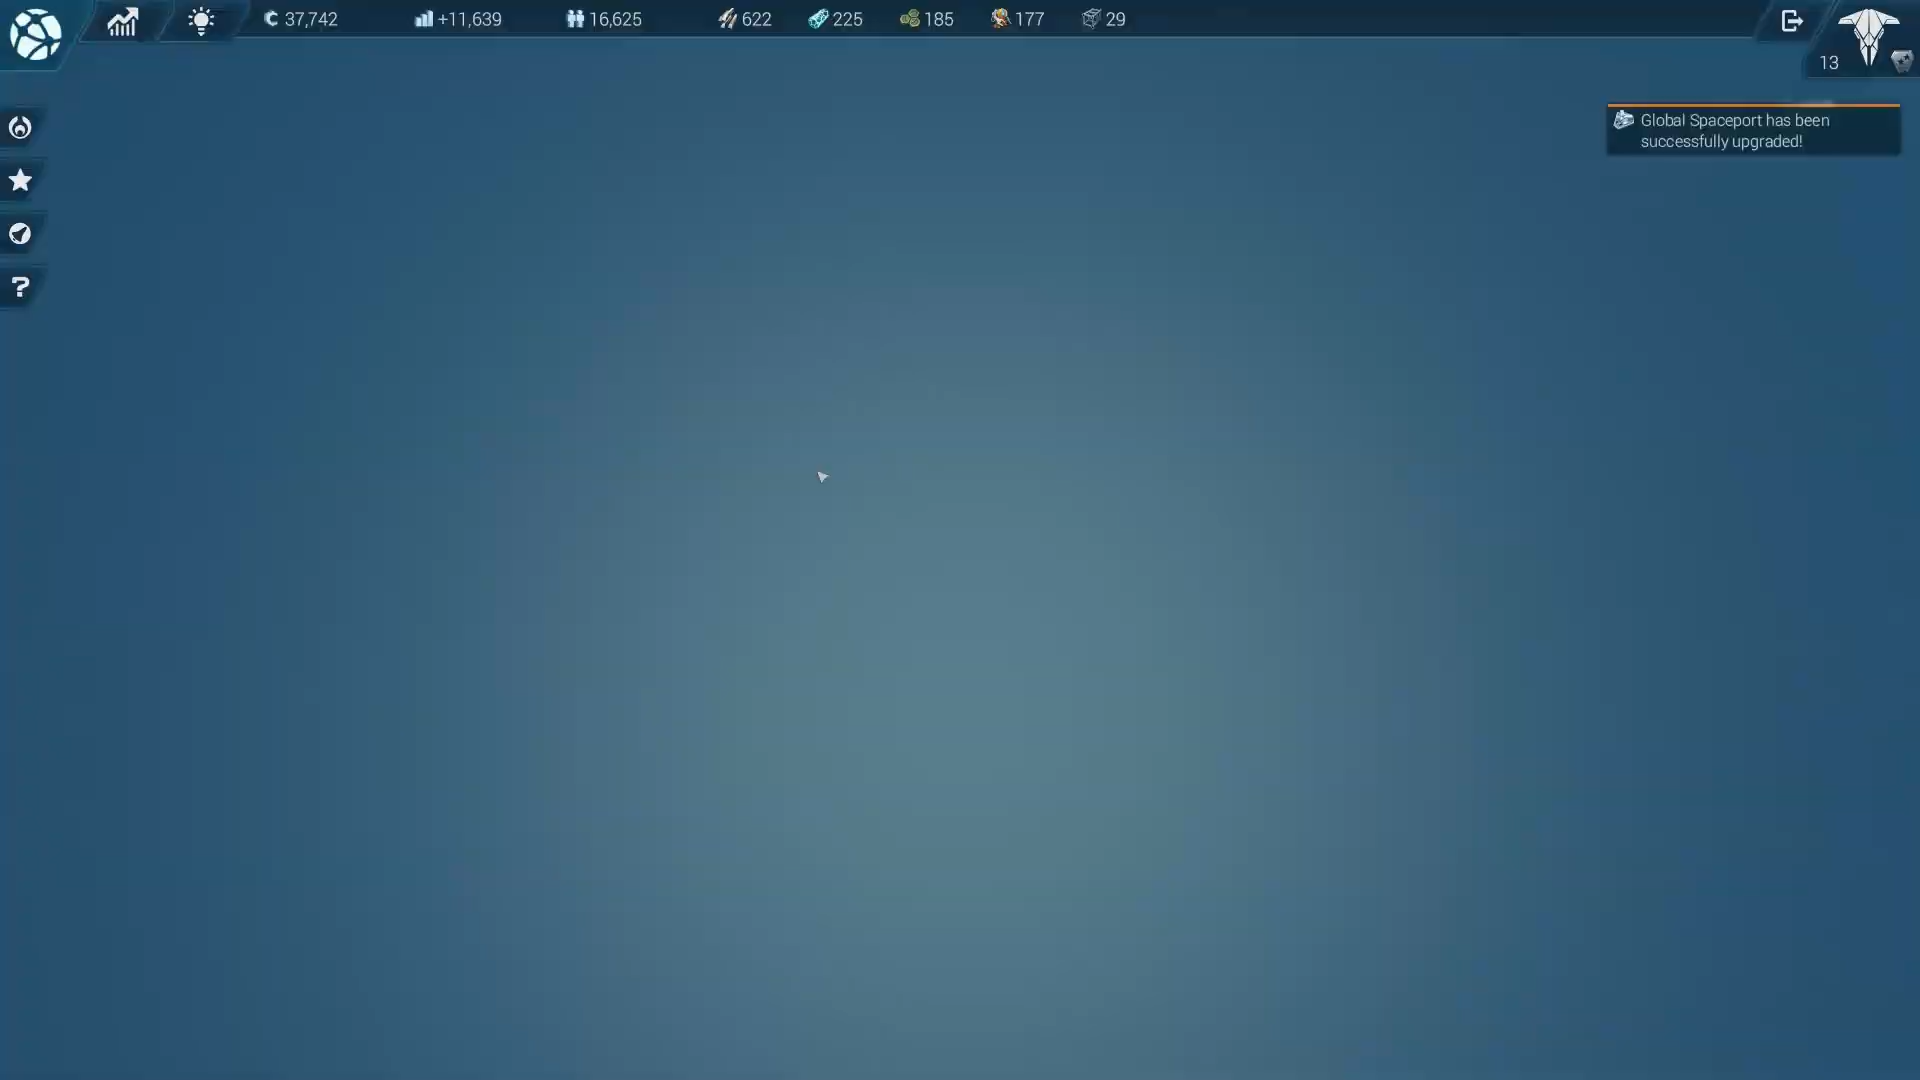 37,742 +11,639 16,625 622 225 185 177 29
13
Global Spaceport has been
successfully upgraded!
?